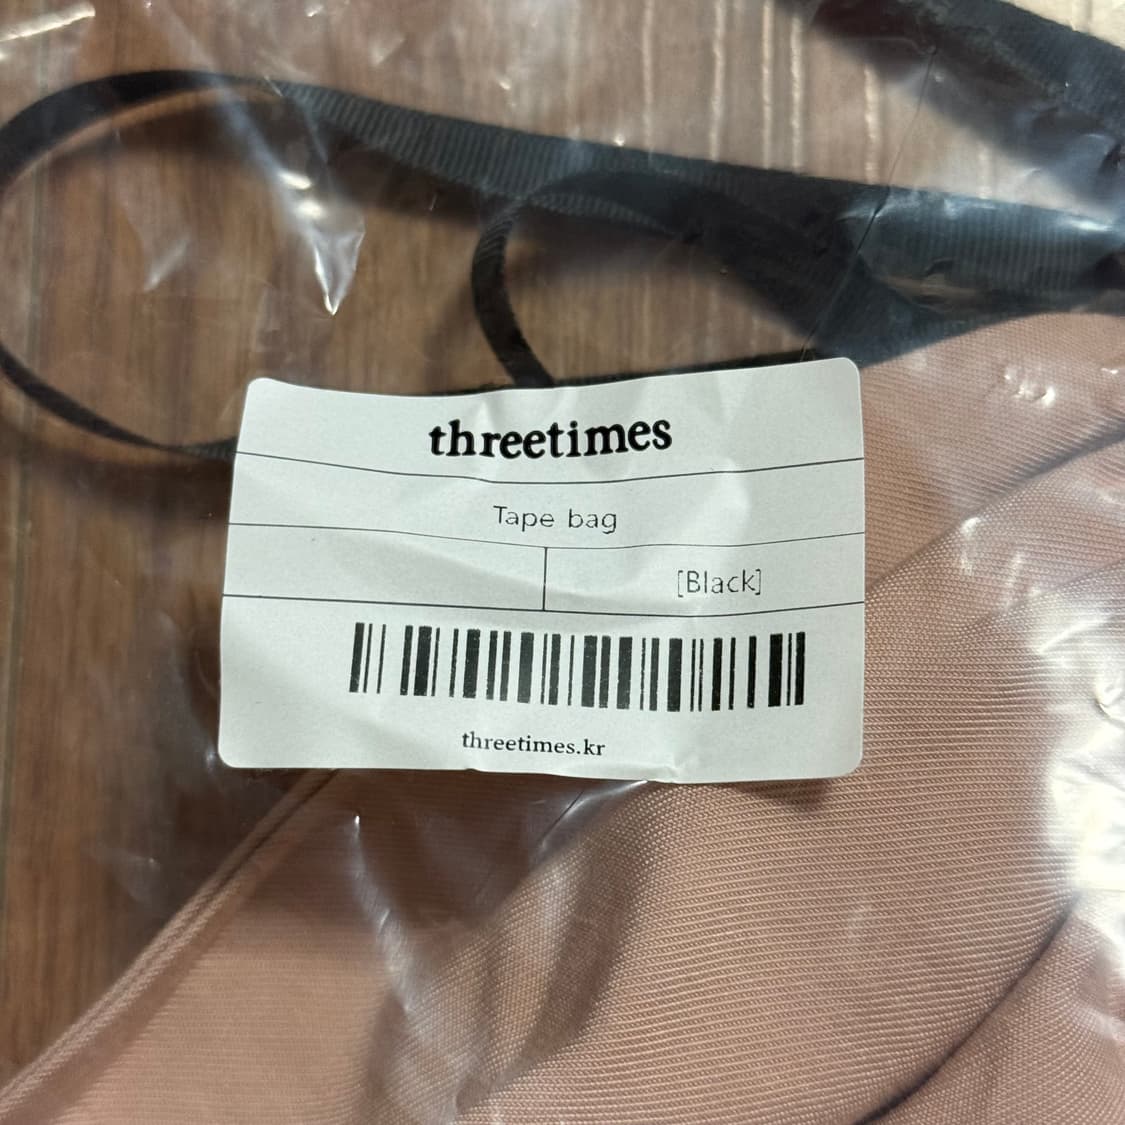 threetimes
Tape bag
[Black]
threetimes.kr